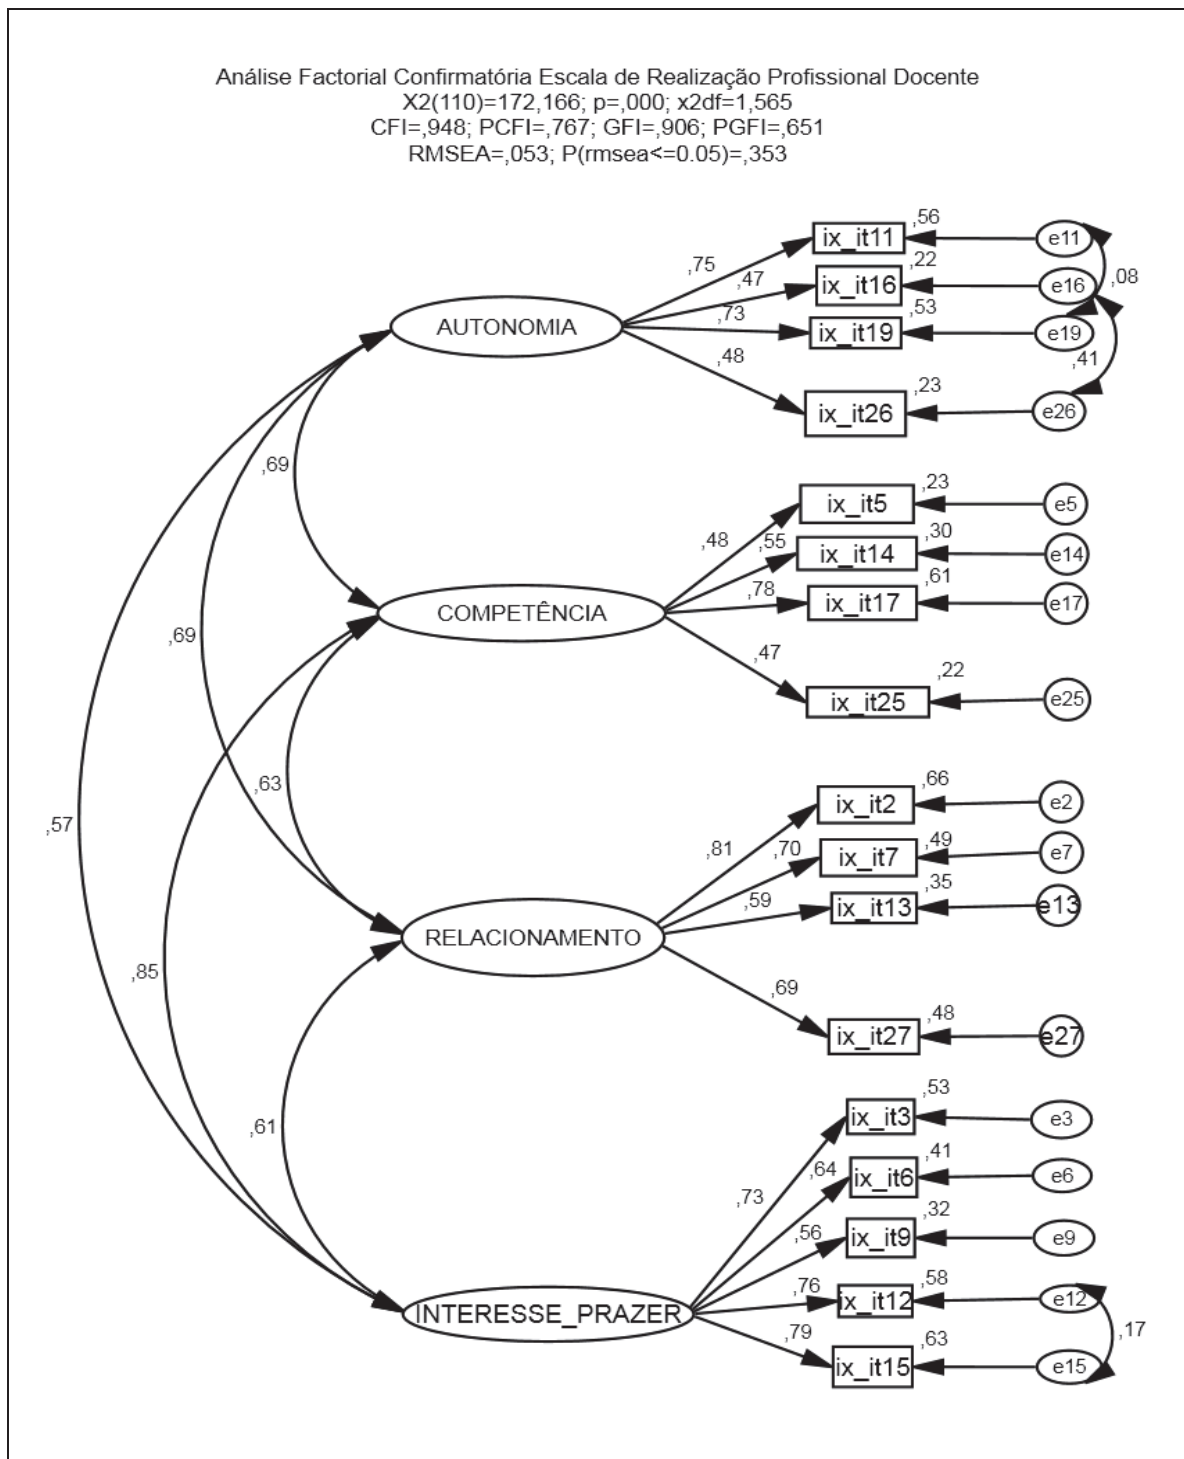 Análise Factorial Confirmatória Escala de Realização Profissional Docente
X2(110)=172,166; p=,000; x2df=1,565
CFI=,948; PCFI=,767; GFI=,906; PGFI=,651
RMSEA=,053; P(rmsea<=0.05)=,353
,56
ix_it11
e11
,75
,22
,47
ix_it16
e16
,08
,53
,73
ix_it19
e19
AUTONOMIA
,48
,41
,23
ix_it26
e26
,69
,23
ix_it5
e5
,48
,55
,30
ix_it14
e14
,61
,78
ix_it17
e17
COMPETÊNCIA
,69
,47
,22
ix_it25
e25
,63
,66
ix_it2
e2
,57
,81
,70
,49
ix_it7
e7
,35
,59
ix_it13
e13
RELACIONAMENTO
,85
,69
,48
ix_it27
e27
,61
,53
ix_it3
e3
,73
,64
,41
ix_it6
e6
,32
,56
ix_it9
e9
,76
,58
ix_it12
e12
INTERESSE_PRAZER
,17
,79
,63
ix_it15
e15